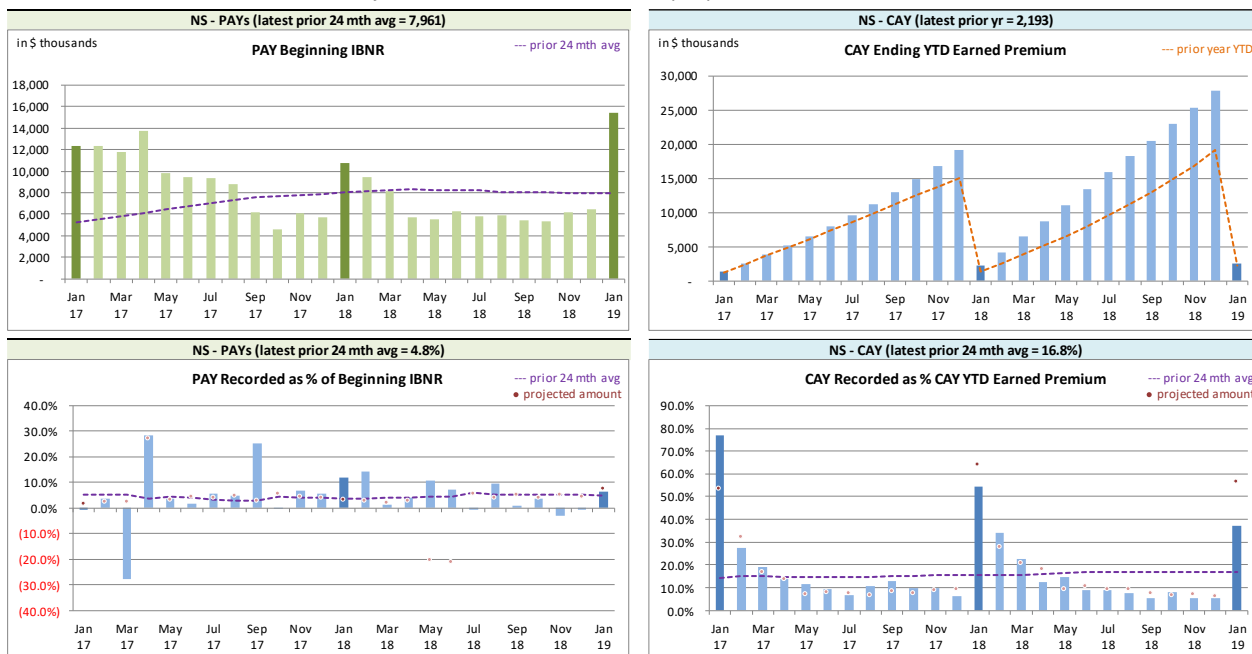 NS - PAYs (latest prior 24 mth avg = 7,961)
in $ thousands
PAY Beginning IBNR
--- prior 24 mth avg
18,000
16,000
14,000
12,000
10,000
8,000
6,000
4,000
2,000
-
Jan Mar May Jul Sep Nov Jan Mar May Jul Sep Nov Jan
17 17 17 17 17 17 18 18 18 18 18 18 19
NS - CAY (latest prior yr = 2,193)
in $ thousands
CAY Ending YTD Earned Premium
--- prior year YTD
30,000
25,000
20,000
15,000
10,000
5,000
-
Jan Mar May Jul Sep Nov Jan Mar May Jul Sep Nov Jan
17 17 17 17 17 17 18 18 18 18 18 18 19
NS - PAYs (latest prior 24 mth avg = 4.8%)
PAY Recorded as % of Beginning IBNR
--- prior 24 mth avg
• projected amount
40.0%
30.0%
20.0%
10.0%
0.0%
(10.0%)
(20.0%)
(30.0%)
(40.0%)
Jan Mar May Jul Sep Nov Jan Mar May Jul Sep Nov Jan
17 17 17 17 17 17 18 18 18 18 18 18 19
NS - CAY (latest prior 24 mth avg = 16.8%)
CAY Recorded as % CAY YTD Earned Premium
--- prior 24 mth avg
• projected amount
90.0%
80.0%
70.0%
60.0%
50.0%
40.0%
30.0%
20.0%
10.0%
0.0%
Jan Mar May Jul Sep Nov Jan Mar May Jul Sep Nov Jan
17 17 17 17 17 17 18 18 18 18 18 18 19